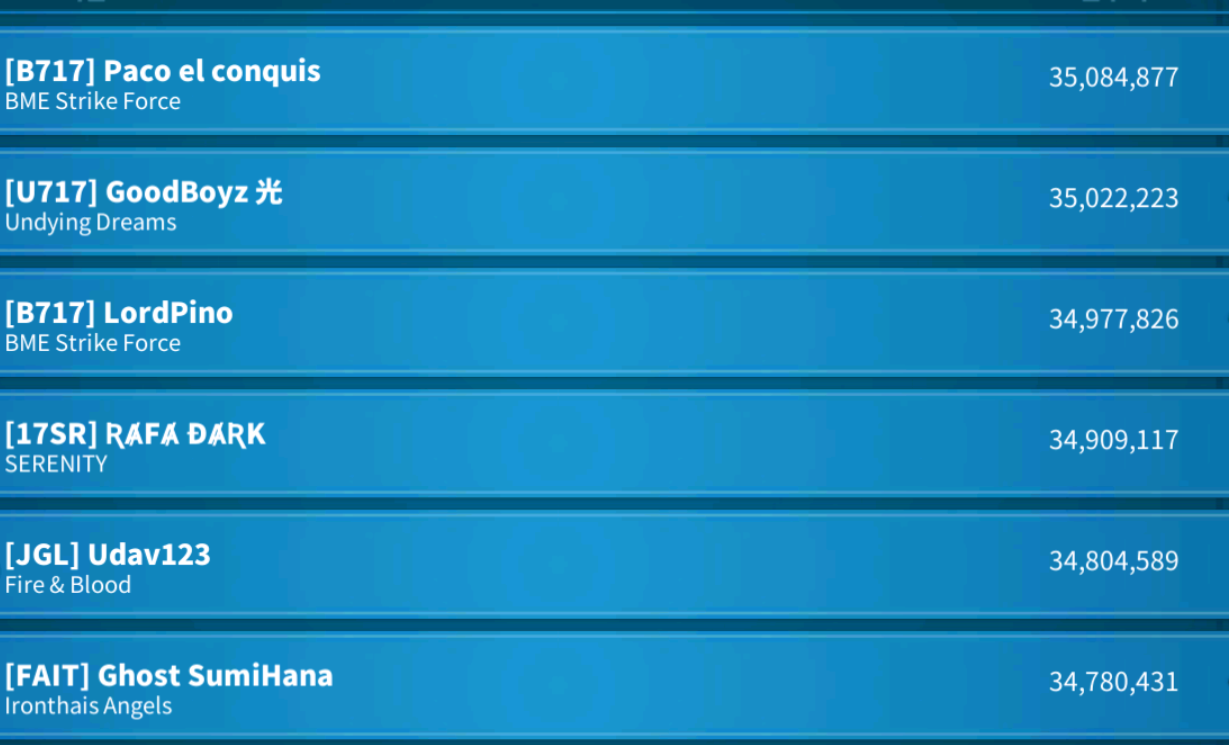 [B717] Paco el conquis
35,084,877
BME Strike Force
[U717] GoodBoyz 光
35,022,223
Undying Dreams
[B717] LordPino
34,977,826
BME Strike Force
[17SR] ɌȺFȺ ĐȺɌK
34,909,117
SERENITY
[JGL] Udav123
34,804,589
Fire & Blood
[FAIT] Ghost SumiHana
34,780,431
Ironthais Angels